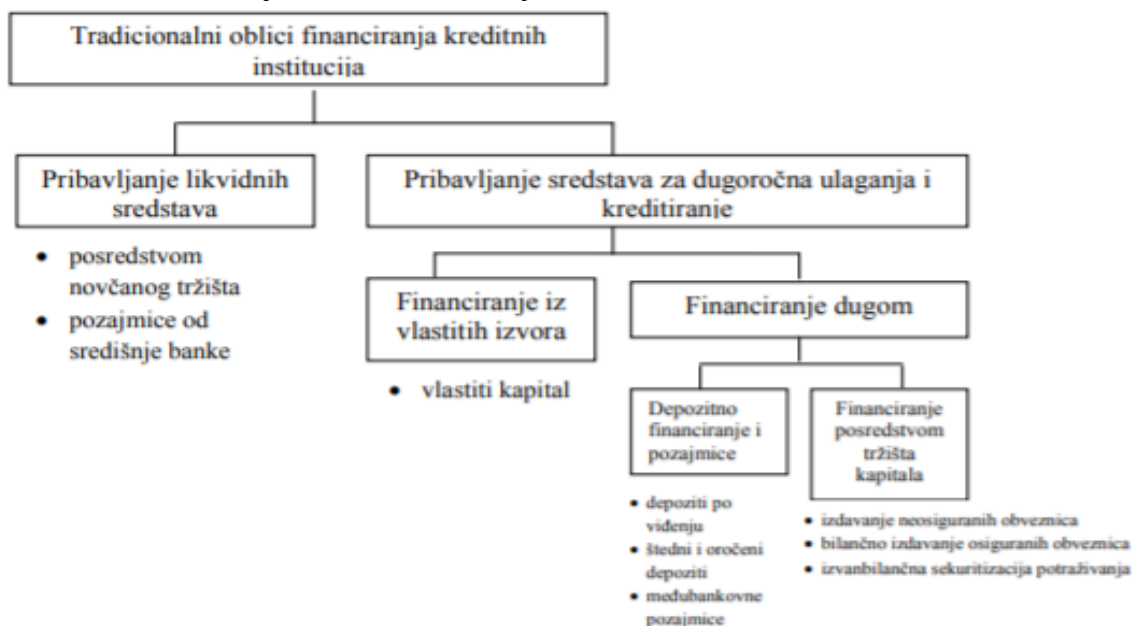 Tradicionalni oblici financiranja kreditnih
institucija
Pribavljanje likvidnih
sredstava
• posredstvom
novčanog tržišta
• pozajmice od
središnje banke
Pribavljanje sredstava za dugoročna ulaganja i
kreditiranje
Financiranje iz
vlastitih izvora
• vlastiti kapital
Financiranje dugom
Depozitno
financiranje i
pozajmice
• depoziti po
viđenju
• štedni i oročeni
depoziti
• međubankovne
pozajmice
Financiranje
posredstvom
tržišta
kapitala
• izdavanje neosiguranih obveznica
• bilančno izdavanje osiguranih obveznica
• izvanbilančna sekuritizacija potraživanja